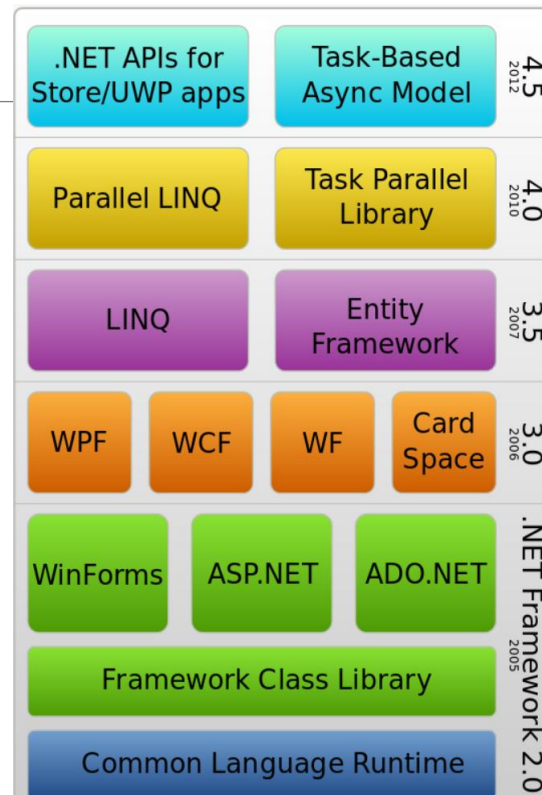 .NET APIs for
Store/UWP apps
Task-Based
Async Model
4.5
2012
Parallel LINQ
Task Parallel
Library
4.0
2010
LINQ
Entity
Framework
3.5
2007
WPF
WCF
WF
Card
Space
3.0
2006
WinForms
ASP.NET
ADO.NET
Framework Class Library
Common Language Runtime
.NET Framework 2.0
2005